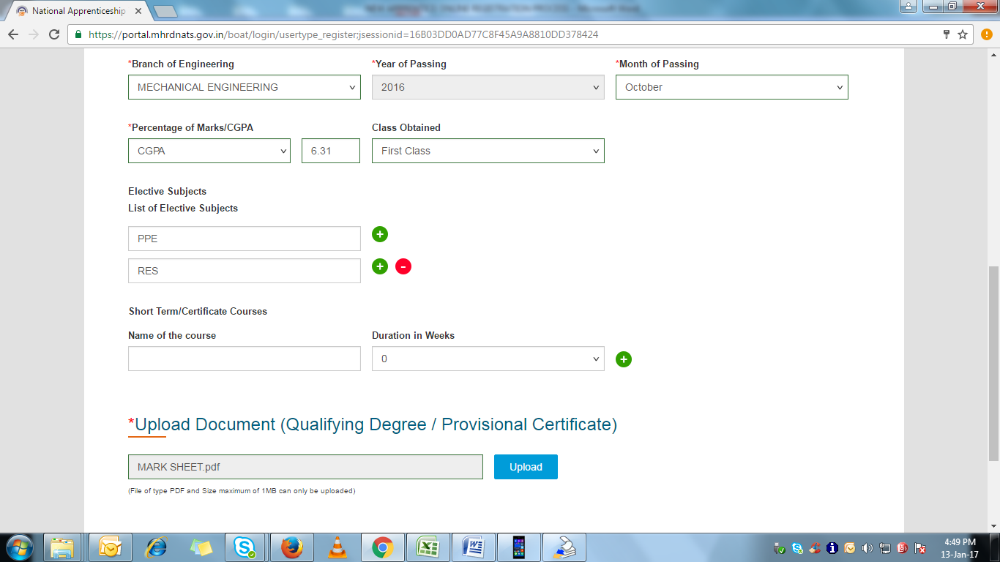 National Apprenticeship
https://portal.mhrdnats.gov.in/boat/login/usertype_register;jsessionid=16B03DD0AD77C8F45A9A8810DD378424
*Branch of Engineering *Year of Passing *Month of Passing
MECHANICAL ENGINEERING 2016 October
*Percentage of Marks/CGPA Class Obtained
CGPA 6.31 First Class
Elective Subjects
List of Elective Subjects
PPE
RES
Short Term/Certificate Courses
Name of the course Duration in Weeks
0
*Upload Document (Qualifying Degree / Provisional Certificate)
MARK SHEET.pdf Upload
(File of type PDF and Size maximum of 1MB can only be uploaded)
4:49 PM
13-Jan-17